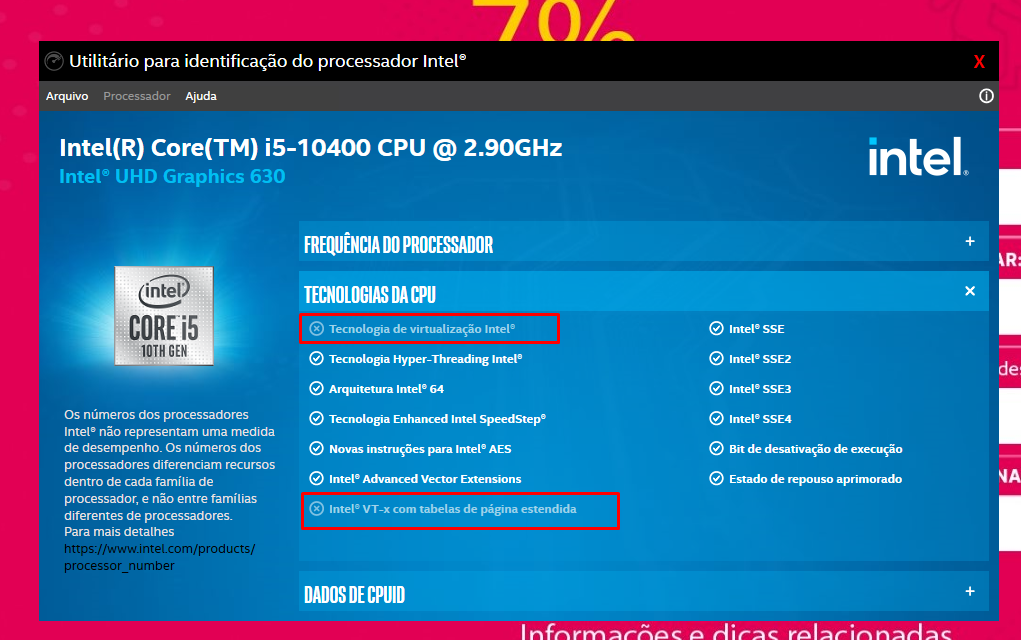 7%
Utilitário para identificação do processador Intel®
X
Arquivo Processador Ajuda
Intel(R) Core(TM) i5-10400 CPU @ 2.90GHz
Intel® UHD Graphics 630
intel®
FREQUÊNCIA DO PROCESSADOR
+
AR:
intel®
CORE i5
10TH GEN
TECNOLOGIAS DA CPU
×
Tecnologia de virtualização Intel®
Tecnologia Hyper-Threading Intel®
Arquitetura Intel® 64
Tecnologia Enhanced Intel SpeedStep®
Novas instruções para Intel® AES
Intel® Advanced Vector Extensions
Intel® VT-x com tabelas de página estendida
Intel® SSE
Intel® SSE2
Intel® SSE3
Intel® SSE4
Bit de desativação de execução
Estado de repouso aprimorado
des
NA
Os números dos processadores
Intel® não representam uma medida
de desempenho. Os números dos
processadores diferenciam recursos
dentro de cada família de
processador, e não entre famílias
diferentes de processadores.
Para mais detalhes
https://www.intel.com/products/
processor_number
DADOS DE CPUID
+
Informações e dicas relacionadas